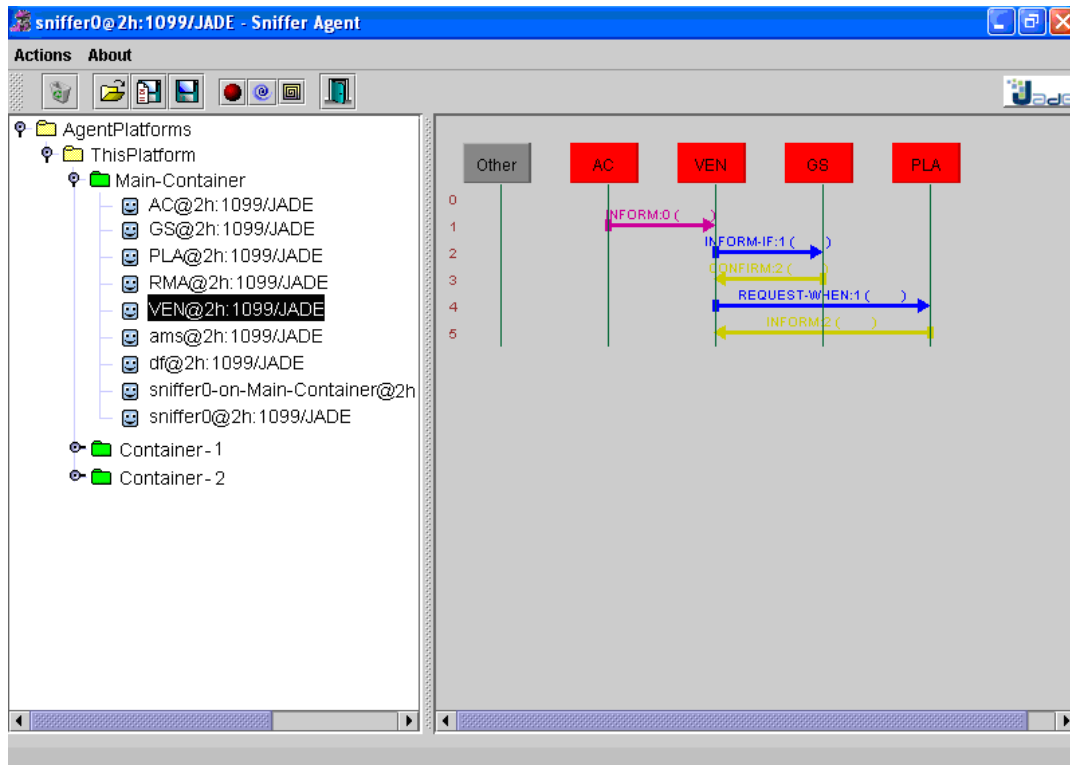 sniffer0@2h:1099/JADE - Sniffer Agent
Actions About
Jade
AgentPlatforms
ThisPlatform
Main-Container
AC@2h:1099/JADE
GS@2h:1099/JADE
PLA@2h:1099/JADE
RMA@2h:1099/JADE
VEN@2h:1099/JADE
ams@2h:1099/JADE
df@2h:1099/JADE
sniffer0-on-Main-Container@2h
sniffer0@2h:1099/JADE
Container-1
Container-2
Other AC VEN GS PLA
0
INFORM:0 ( )
1
INFORM-IF:1 ( )
2
CONFIRM:2 ( )
3
REQUEST-WHEN:1 ( )
4
INFORM:2 ( )
5